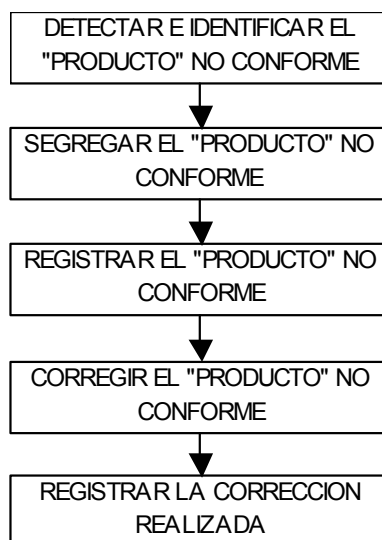 DETECTAR E IDENTIFICAR EL
"PRODUCTO" NO CONFORME
SEGREGAR EL "PRODUCTO" NO
CONFORME
REGISTRAR EL "PRODUCTO" NO
CONFORME
CORREGIR EL "PRODUCTO" NO
CONFORME
REGISTRAR LA CORRECCION
REALIZADA